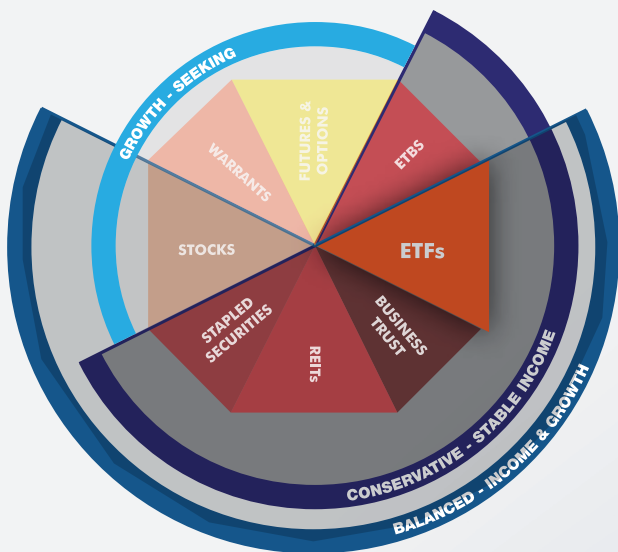 GROWTH - SEEKING
FUTURES &
OPTIONS
WARRANTS
ETBS
STOCKS
ETFs
STAPLED
SECURITIES
REITs
BUSINESS
TRUST
CONSERVATIVE - STABLE INCOME
BALANCED - INCOME & GROWTH